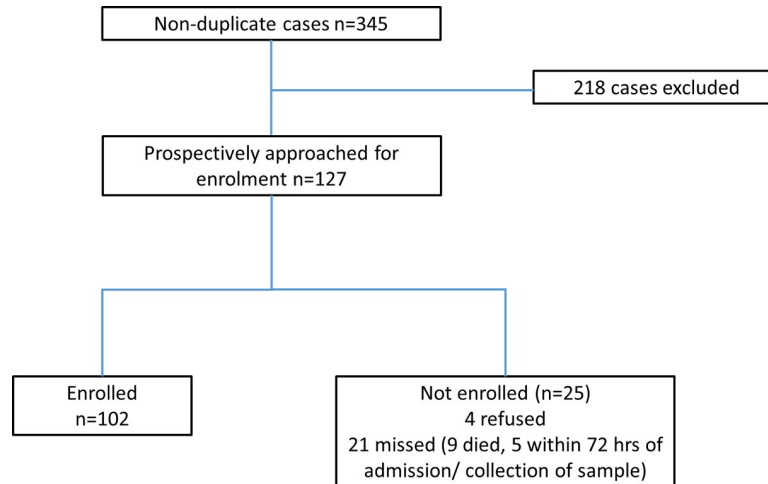 Non-duplicate cases n=345
218 cases excluded
Prospectively approached for
enrolment n=127
Enrolled
n=102
Not enrolled (n=25)
4 refused
21 missed (9 died, 5 within 72 hrs of
admission/ collection of sample)